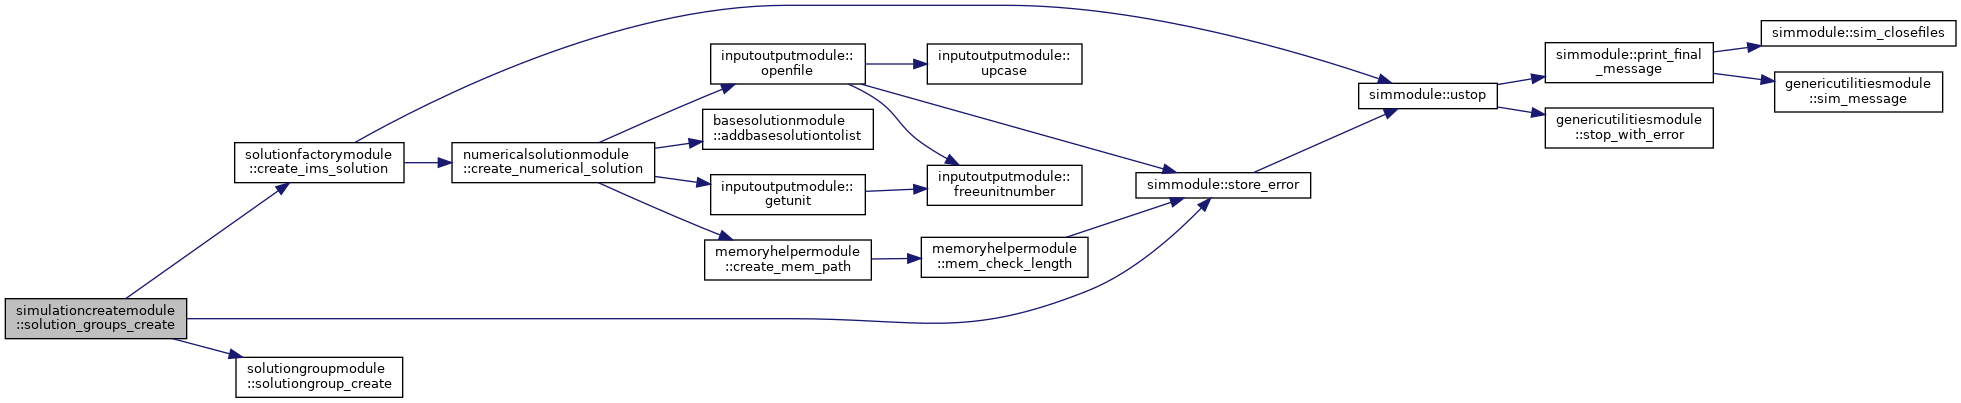 simulationcreatemodule
::solution_groups_create
solutionfactorymodule
::create_ims_solution
solutiongroupmodule
::solutiongroup_create
numericalsolutionmodule
::create_numerical_solution
inputoutputmodule::
openfile
basesolutionmodule
::addbasesolutiontolist
inputoutputmodule::
getunit
memoryhelpermodule
::create_mem_path
inputoutputmodule::
upcase
inputoutputmodule::
freeunitnumber
memoryhelpermodule
::mem_check_length
simmodule::store_error
simmodule::ustop
simmodule::print_final
_message
genericutilitiesmodule
::stop_with_error
simmodule::sim_closefiles
genericutilitiesmodule
::sim_message